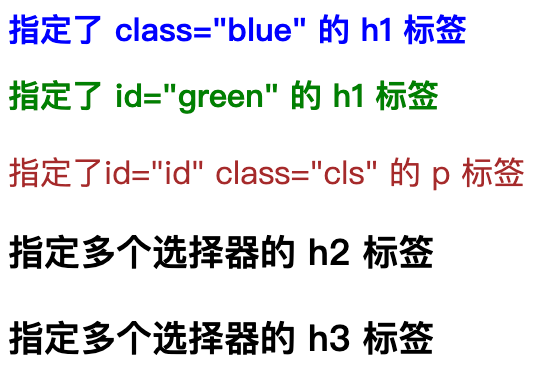 指定了 class="blue" 的 h1 标签
指定了 id="green" 的 h1 标签
指定了id="id" class="cls" 的 p 标签
指定多个选择器的 h2 标签
指定多个选择器的 h3 标签